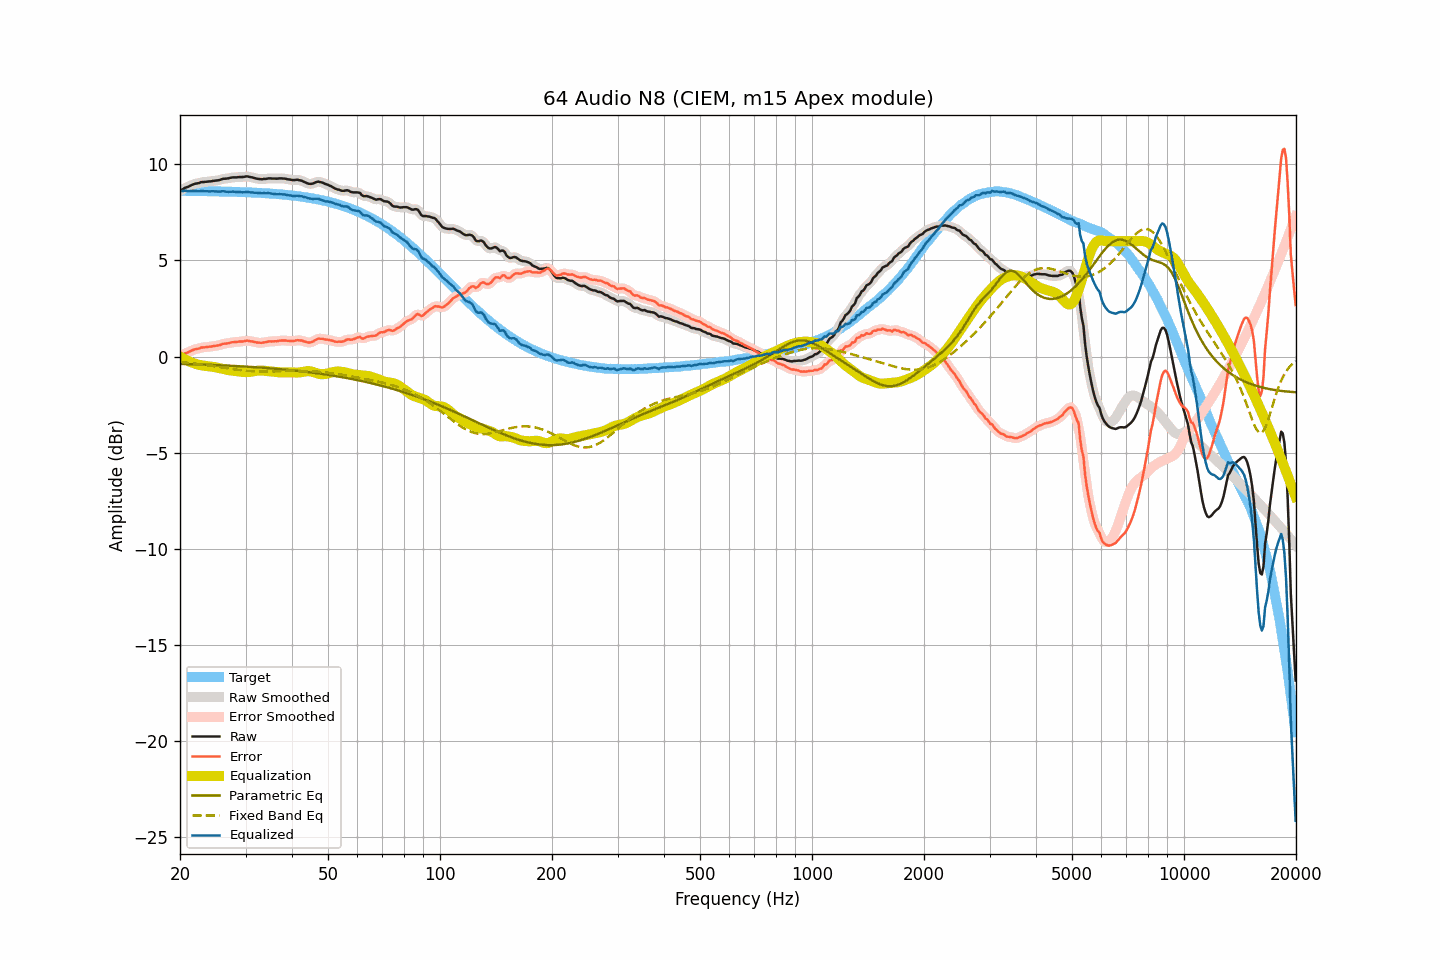 64 Audio N8 (CIEM, m15 Apex module)
10
5
0
−5
−10
−15
−20
−25
Amplitude (dBr)
Target
Raw Smoothed
Error Smoothed
Raw
Error
Equalization
Parametric Eq
Fixed Band Eq
Equalized
20 50 100 200 500 1000 2000 5000 10000 20000
Frequency (Hz)